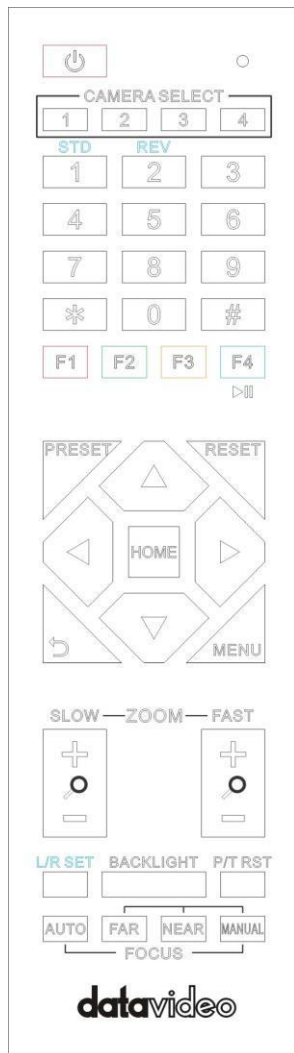 CAMERA SELECT
1 2 3 4
STD REV
1 2 3
4 5 6
7 8 9
* 0 #
F1 F2 F3 F4
PRESET RESET
HOME
MENU
SLOW ZOOM FAST
L/R SET BACKLIGHT P/T RST
AUTO FAR NEAR MANUAL
FOCUS
datavideo